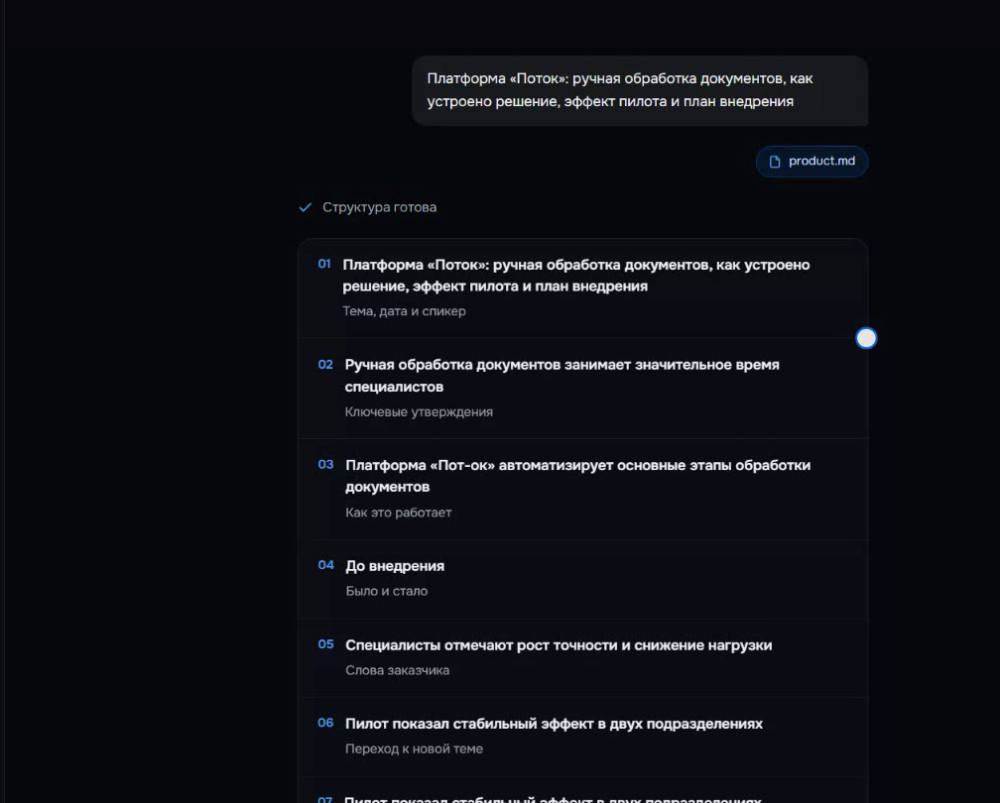 Платформа «Поток»: ручная обработка документов, как
устроено решение, эффект пилота и план внедрения
product.md
Структура готова
01 Платформа «Поток»: ручная обработка документов, как устроено
решение, эффект пилота и план внедрения
Тема, дата и спикер
02 Ручная обработка документов занимает значительное время
специалистов
Ключевые утверждения
03 Платформа «Пот-ок» автоматизирует основные этапы обработки
документов
Как это работает
04 До внедрения
Было и стало
05 Специалисты отмечают рост точности и снижение нагрузки
Слова заказчика
06 Пилот показал стабильный эффект в двух подразделениях
Переход к новой теме
07 Пилот показал стабильный эффект в двух подразделениях